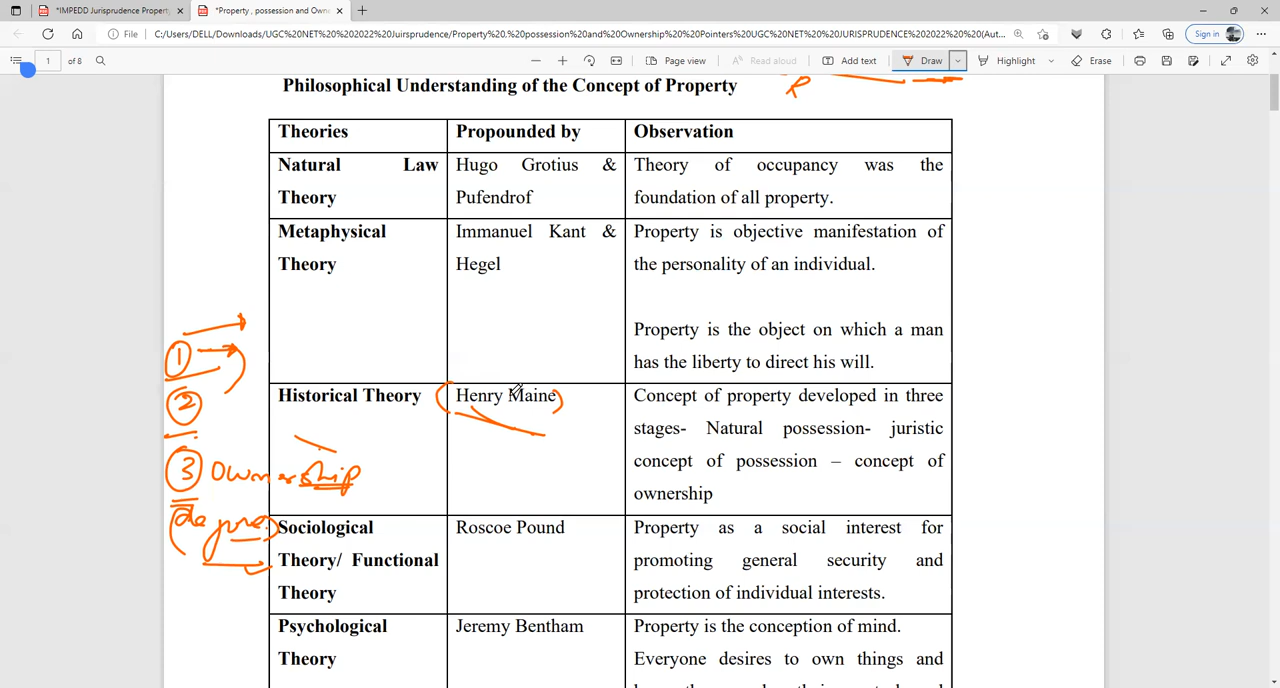 *IMPEDD Jurisprudence Property
*Property , possession and Owne
File
C:/Users/DELL/Downloads/UGC%20NET%20%202022%20Juirsprudence/Property%20,%20possession%20and%20Ownership%20%20Pointers%20UGC%20NET%20%20JURISPRUDENCE%202022%20%20(Aut...
Sign in
1 of 8
Page view
Read aloud
Add text
Draw
Highlight
Erase
Philosophical Understanding of the Concept of Property
Theories Propounded by Observation
Natural Law Theory
Hugo Grotius & Pufendrof
Theory of occupancy was the
foundation of all property.
Metaphysical
Theory
Immanuel Kant &
Hegel
Property is objective manifestation of
the personality of an individual.
Property is the object on which a man
has the liberty to direct his will.
Historical Theory
Henry Maine
Concept of property developed in three
stages- Natural possession- juristic
concept of possession – concept of
ownership
1
2
3 Ownership
de jure
Sociological
Theory/ Functional
Theory
Roscoe Pound
Property as a social interest for
promoting general security and
protection of individual interests.
Psychological
Theory
Jeremy Bentham
Property is the conception of mind.
Everyone desires to own things and